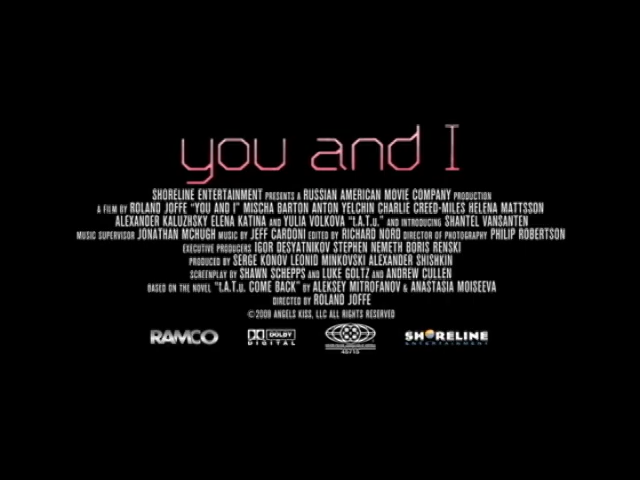 you and I
SHORELINE ENTERTAINMENT PRESENTS A RUSSIAN AMERICAN MOVIE COMPANY PRODUCTION
A FILM BY ROLAND JOFFE "YOU AND I" MISCHA BARTON ANTON YELCHIN CHARLIE CREED-MILES HELENA MATTSSON
ALEXANDER KALUZHSKY ELENA KATINA AND YULIA VOLKOVA "t.A.T.u." AND INTRODUCING SHANTEL VANSANTEN
MUSIC SUPERVISOR JONATHAN MCHUGH MUSIC BY JEFF CARDONI EDITED BY RICHARD NORD DIRECTOR OF PHOTOGRAPHY PHILIP ROBERTSON
EXECUTIVE PRODUCERS IGOR DESYATNIKOV STEPHEN NEMETH BORIS RENSKI
PRODUCED BY SERGE KONOV LEONID MINKOVSKI ALEXANDER SHISHKIN
SCREENPLAY BY SHAWN SCHEPPS AND LUKE GOLTZ AND ANDREW CULLEN
BASED ON THE NOVEL "t.A.T.u. COME BACK" BY ALEKSEY MITROFANOV & ANASTASIA MOISEEVA
DIRECTED BY ROLAND JOFFE
©2008 ANGELS KISS, LLC ALL RIGHTS RESERVED
RAMCO
DOLBY
DIGITAL
45715
SHORELINE
ENTERTAINMENT